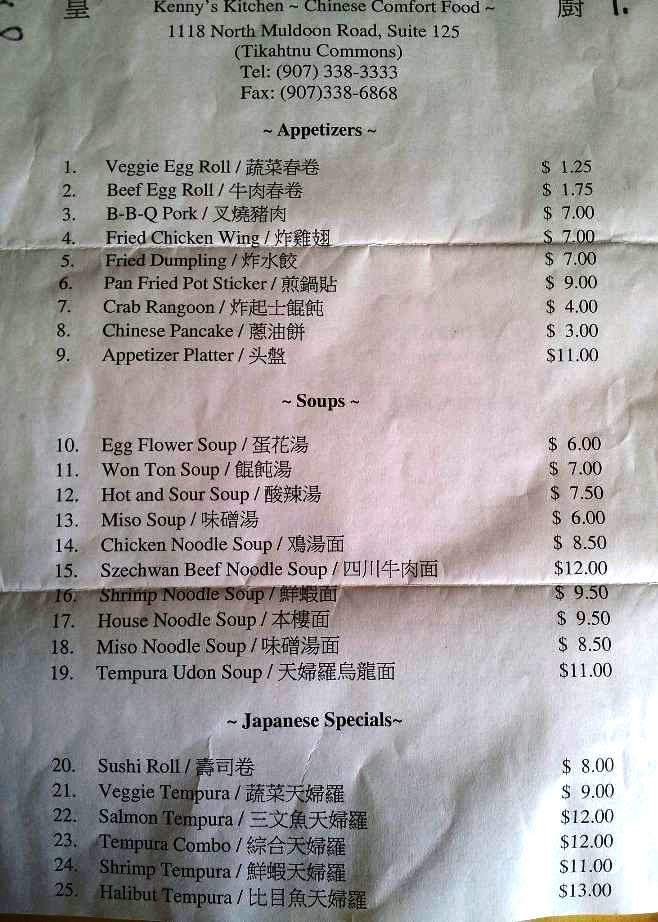 皇 Kenny's Kitchen ~ Chinese Comfort Food ~ 廚
1118 North Muldoon Road, Suite 125
(Tikahtnu Commons)
Tel: (907) 338-3333
Fax: (907)338-6868
~ Appetizers ~
1. Veggie Egg Roll / 蔬菜春卷 $ 1.25
2. Beef Egg Roll / 牛肉春卷 $ 1.75
3. B-B-Q Pork / 叉燒豬肉 $ 7.00
4. Fried Chicken Wing / 炸雞翅 $ 7.00
5. Fried Dumpling / 炸水餃 $ 7.00
6. Pan Fried Pot Sticker / 煎鍋貼 $ 9.00
7. Crab Rangoon / 炸起士餛飩 $ 4.00
8. Chinese Pancake / 蔥油餅 $ 3.00
9. Appetizer Platter / 头盤 $11.00
~ Soups ~
10. Egg Flower Soup / 蛋花湯 $ 6.00
11. Won Ton Soup / 餛飩湯 $ 7.00
12. Hot and Sour Soup / 酸辣湯 $ 7.50
13. Miso Soup / 味磳湯 $ 6.00
14. Chicken Noodle Soup / 鸡湯面 $ 8.50
15. Szechwan Beef Noodle Soup / 四川牛肉面 $12.00
16. Shrimp Noodle Soup / 鮮蝦面 $ 9.50
17. House Noodle Soup / 本樓面 $ 9.50
18. Miso Noodle Soup / 味磳湯面 $ 8.50
19. Tempura Udon Soup / 天婦羅烏龍面 $11.00
~ Japanese Specials~
20. Sushi Roll / 壽司卷 $ 8.00
21. Veggie Tempura / 蔬菜天婦羅 $ 9.00
22. Salmon Tempura / 三文魚天婦羅 $12.00
23. Tempura Combo / 綜合天婦羅 $12.00
24. Shrimp Tempura / 鮮蝦天婦羅 $11.00
25. Halibut Tempura / 比目魚天婦羅 $13.00